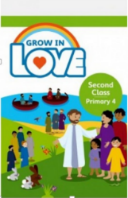 GROW IN
LOVE
Second
Class
Primary 4